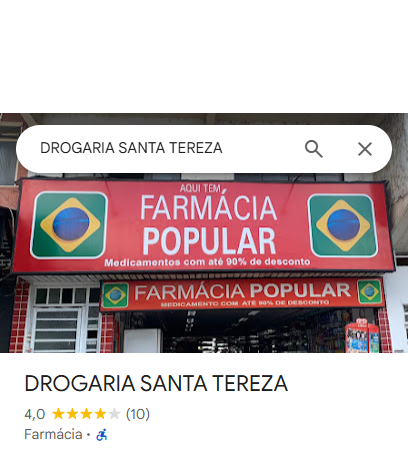 DROGARIA SANTA TEREZA
AQUI TEM
FARMÁCIA
POPULAR
Medicamentos com até 90% de desconto
FARMÁCIA POPULAR
MEDICAMENTO COM ATÉ 90% DE DESCONTO
DROGARIA SANTA TEREZA
4,0 (10)
Farmácia ·